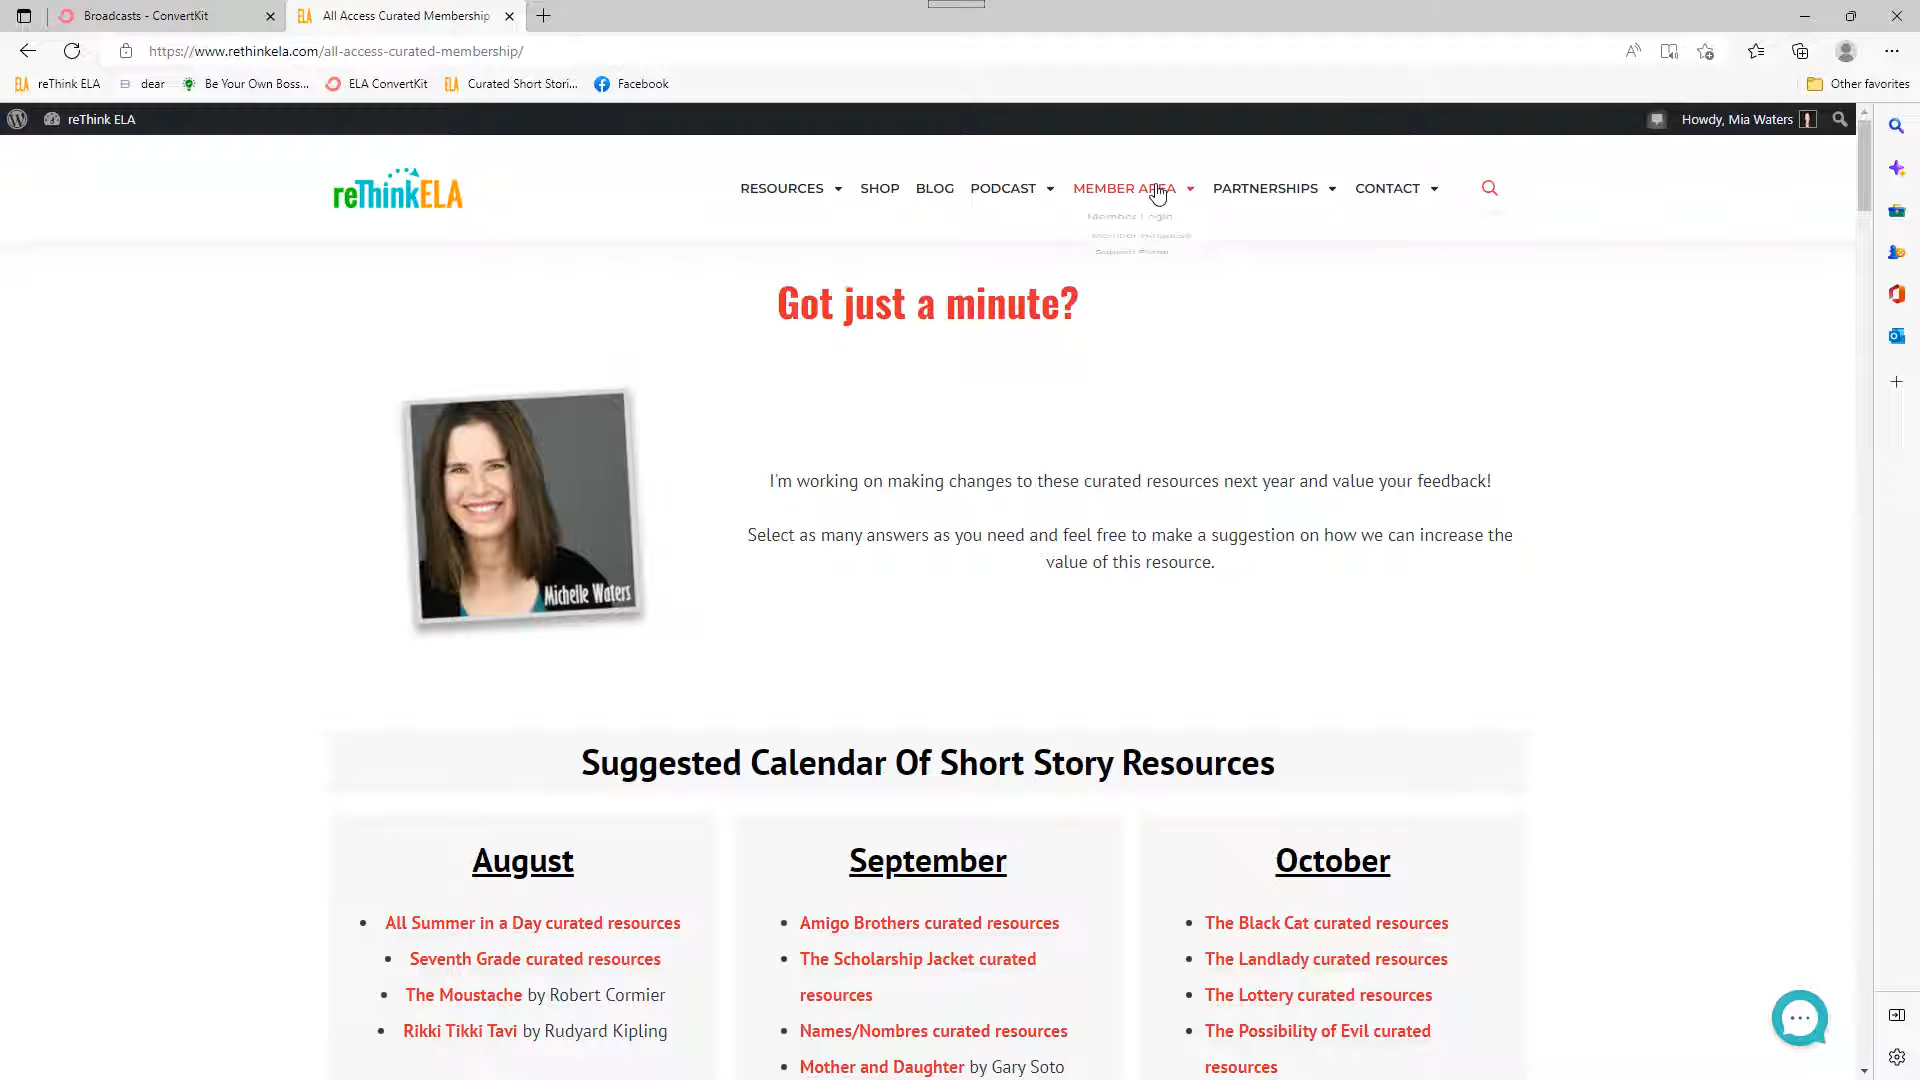 Broadcasts - ConvertKit
All Access Curated Membership
https://www.rethinkela.com/all-access-curated-membership/
reThink ELA
dear
Be Your Own Boss...
ELA ConvertKit
Curated Short Stori...
Facebook
Other favorites
reThink ELA
Howdy, Mia Waters
reThinkELA
RESOURCES
SHOP
BLOG
PODCAST
MEMBER AREA
PARTNERSHIPS
CONTACT
Member Login
Got just a minute?
Michelle Waters
I'm working on making changes to these curated resources next year and value your feedback!
Select as many answers as you need and feel free to make a suggestion on how we can increase the
value of this resource.
Suggested Calendar Of Short Story Resources
August
All Summer in a Day curated resources
Seventh Grade curated resources
The Moustache by Robert Cormier
Rikki Tikki Tavi by Rudyard Kipling
September
Amigo Brothers curated resources
The Scholarship Jacket curated
resources
Names/Nombres curated resources
Mother and Daughter by Gary Soto
October
The Black Cat curated resources
The Landlady curated resources
The Lottery curated resources
The Possibility of Evil curated
resources